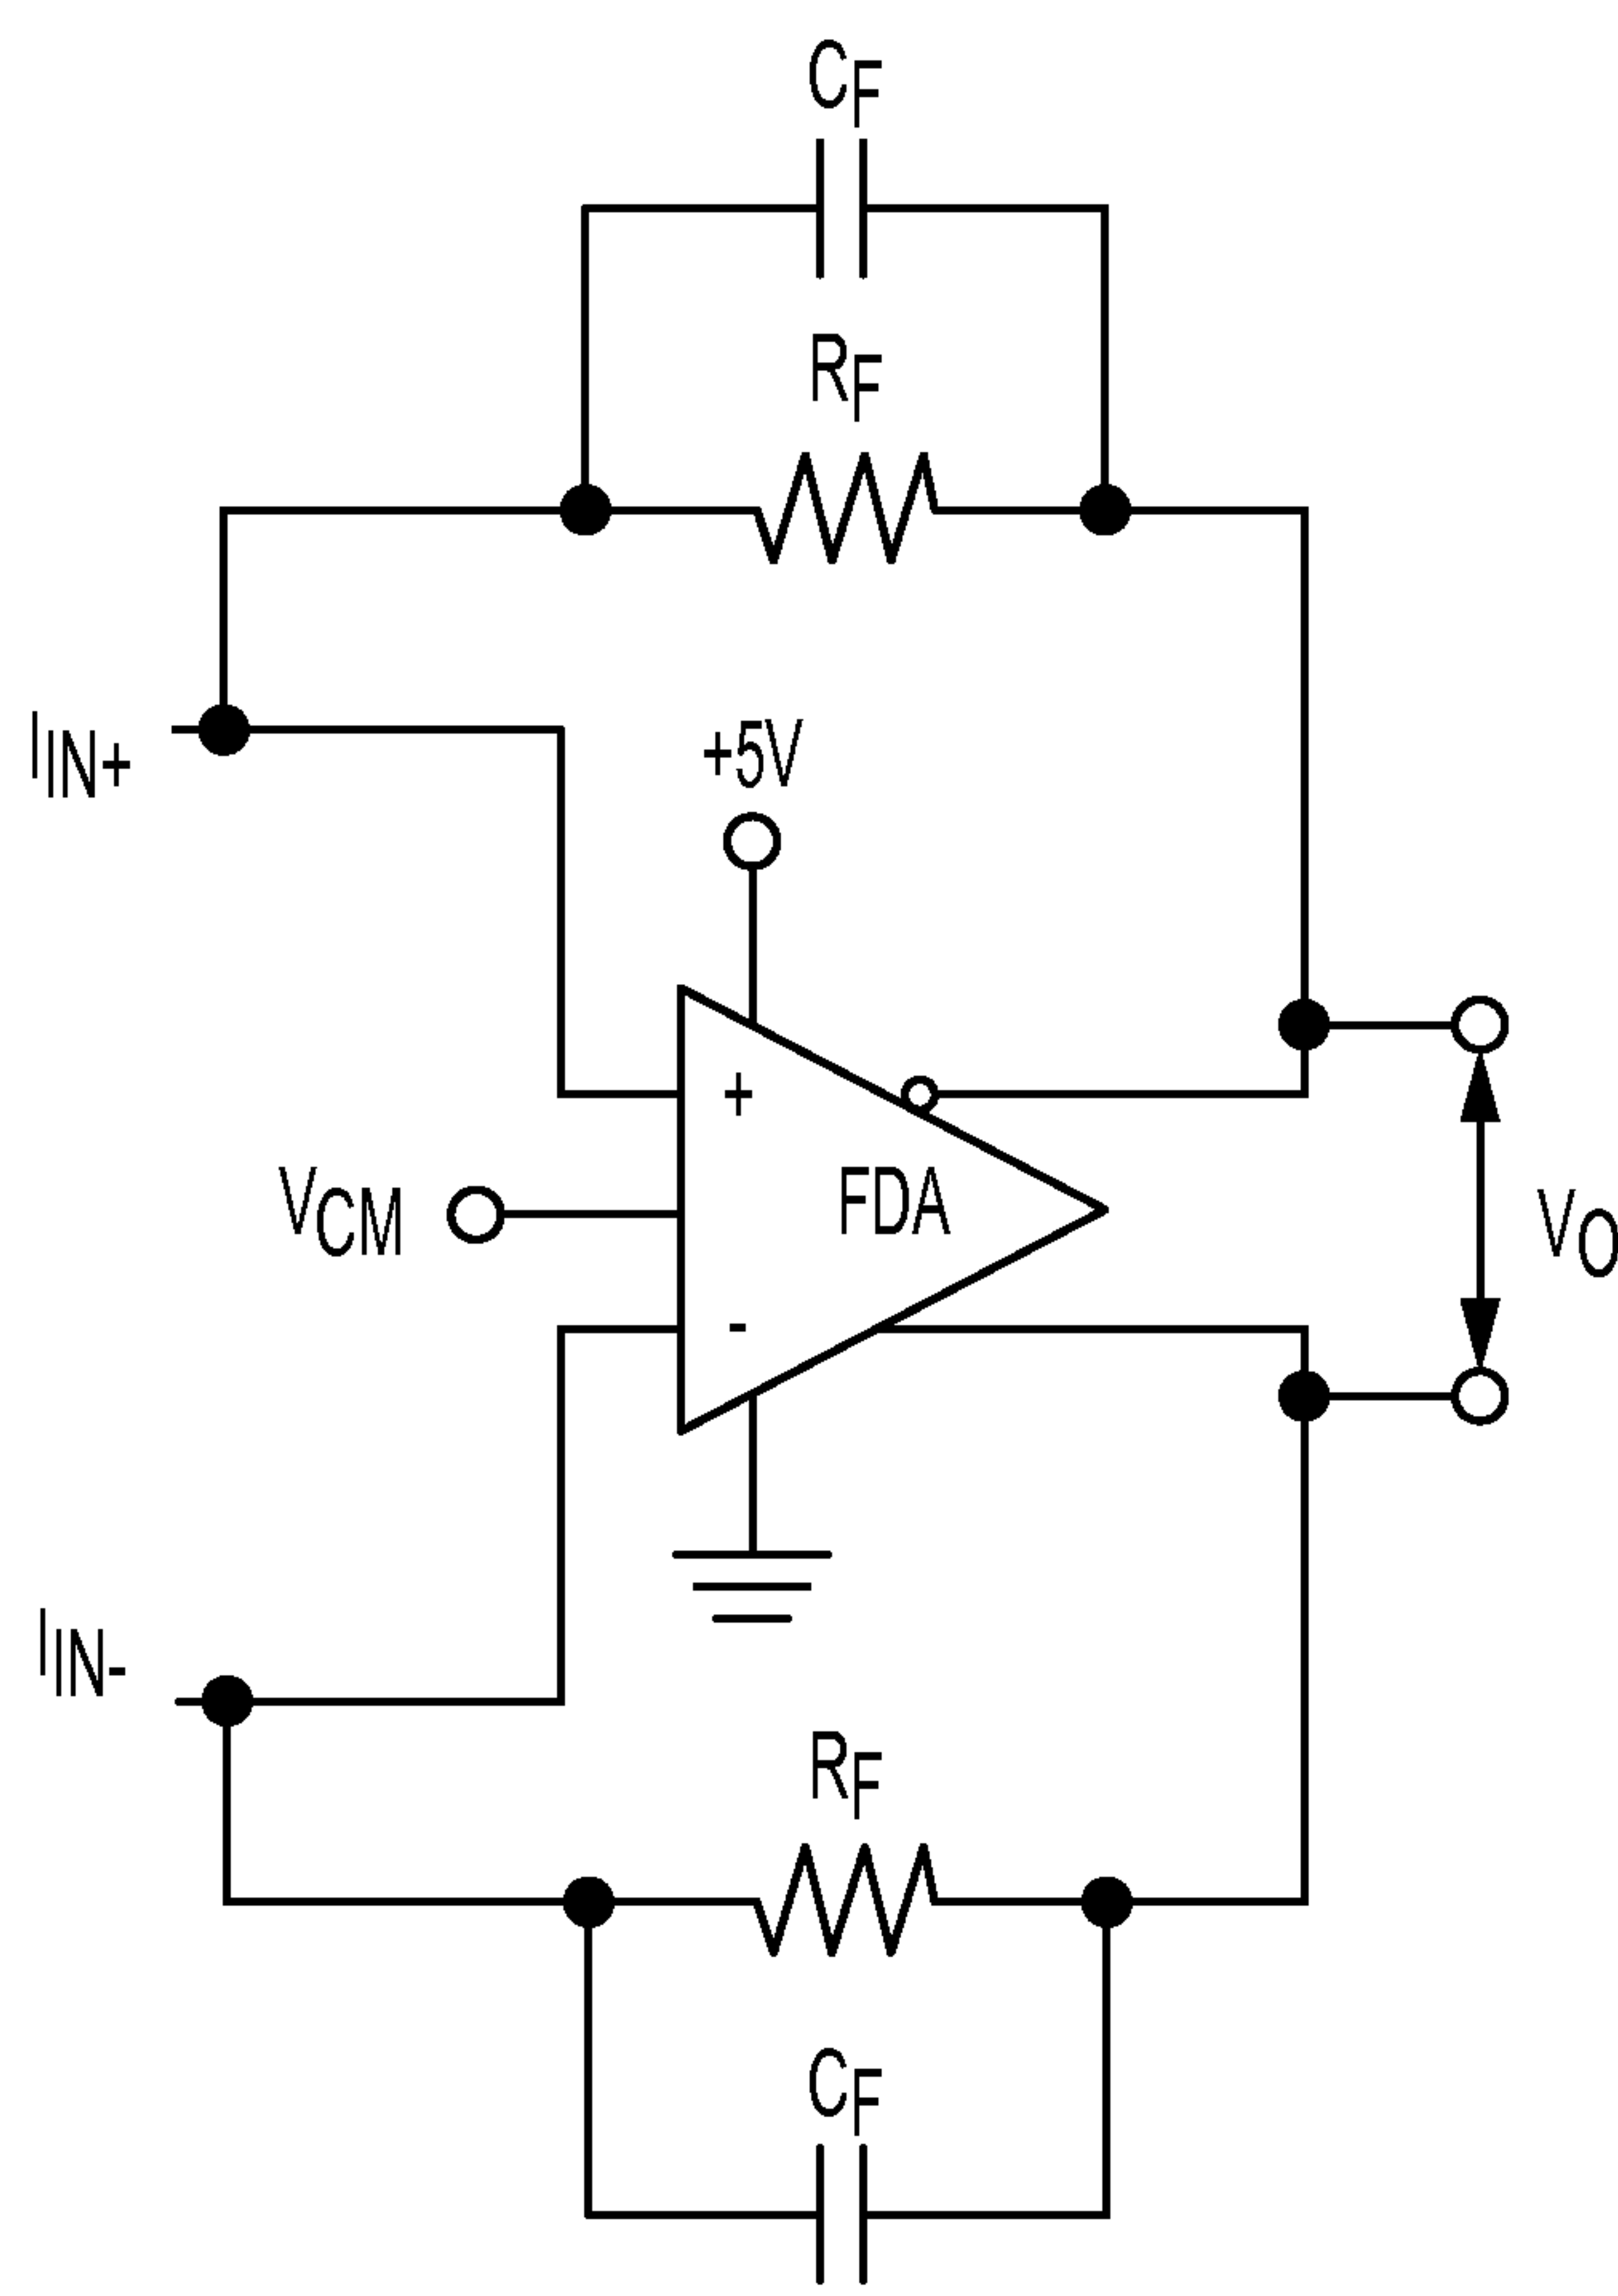 CF
RF
IIN+
+5V
+
VCM
FDA
VO
-
IIN-
RF
CF